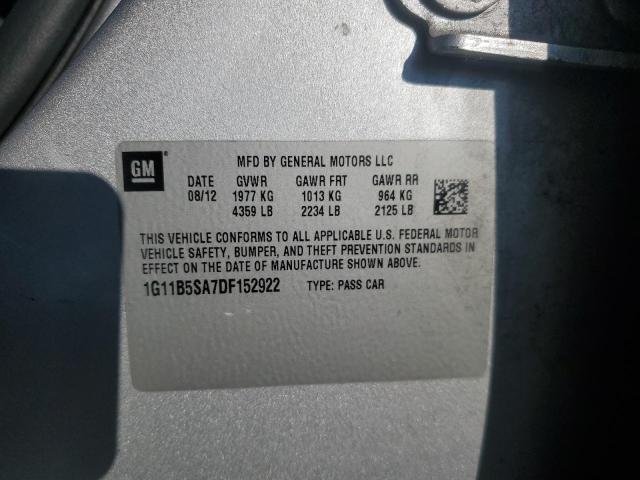 GM ®
MFD BY GENERAL MOTORS LLC
DATE GVWR GAWR FRT GAWR RR
08/12 1977 KG 1013 KG 964 KG
4359 LB 2234 LB 2125 LB
THIS VEHICLE CONFORMS TO ALL APPLICABLE U.S. FEDERAL MOTOR
VEHICLE SAFETY, BUMPER, AND THEFT PREVENTION STANDARDS IN
EFFECT ON THE DATE OF MANUFACTURE SHOWN ABOVE.
1G11B5SA7DF152922 TYPE: PASS CAR